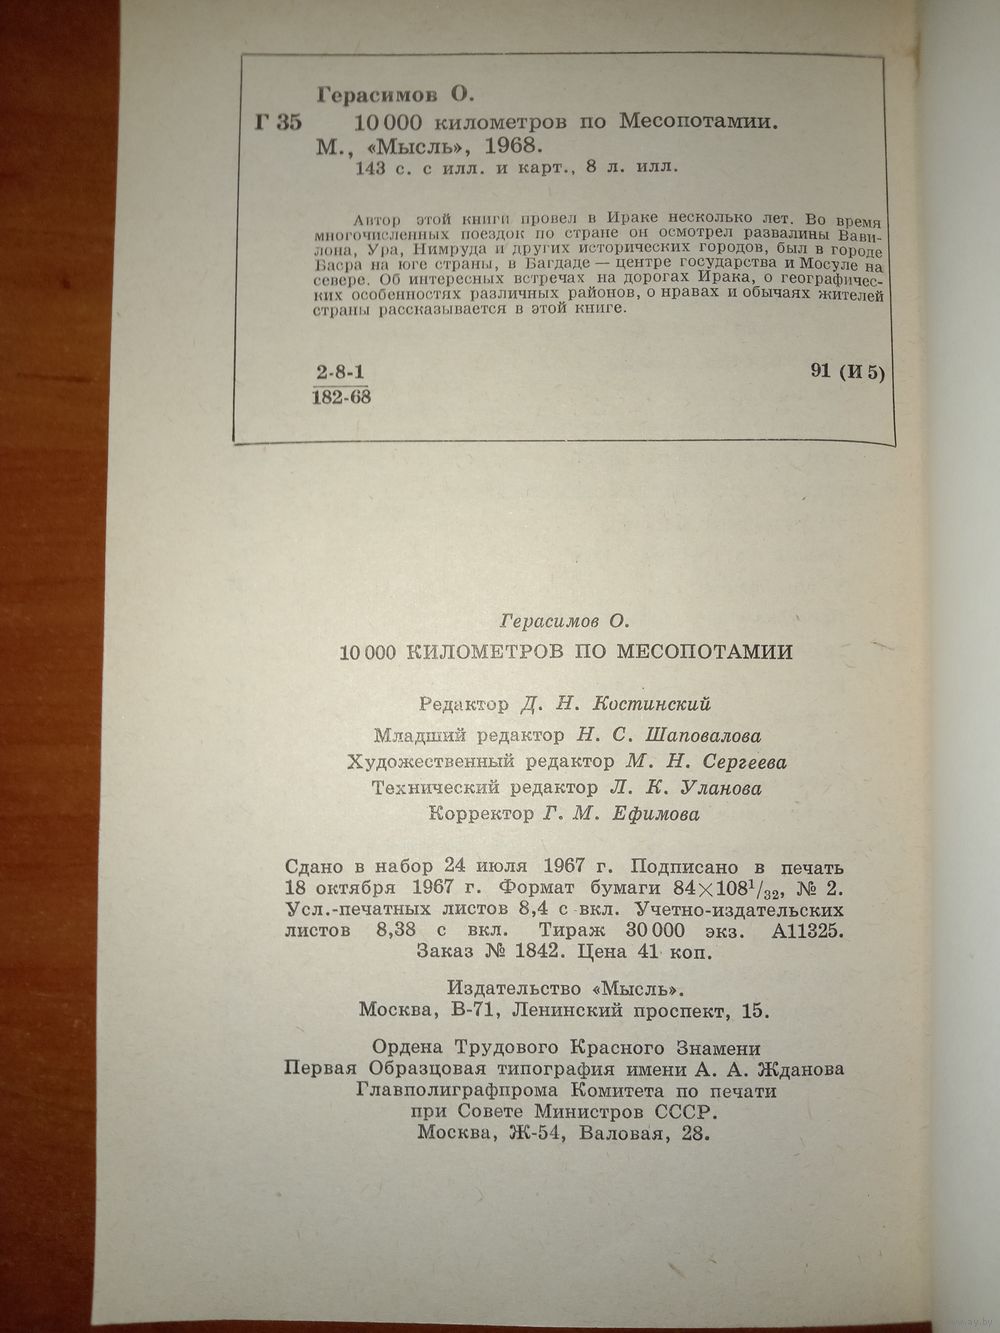 Герасимов О.
Г 35 10 000 километров по Месопотамии.
М., «Мысль», 1968.
143 с. с илл. и карт., 8 л. илл.
Автор этой книги провел в Ираке несколько лет. Во время
многочисленных поездок по стране он осмотрел развалины Вави-
лона, Ура, Нимруда и других исторических городов, был в городе
Басра на юге страны, в Багдаде — центре государства и Мосуле на
севере. Об интересных встречах на дорогах Ирака, о географичес-
ких особенностях различных районов, о нравах и обычаях жителей
страны рассказывается в этой книге.
2-8-1
182-68
91 (И 5)
Герасимов О.
10 000 КИЛОМЕТРОВ ПО МЕСОПОТАМИИ
Редактор Д. Н. Костинский
Младший редактор Н. С. Шаповалова
Художественный редактор М. Н. Сергеева
Технический редактор Л. К. Уланова
Корректор Г. М. Ефимова
Сдано в набор 24 июля 1967 г. Подписано в печать
18 октября 1967 г. Формат бумаги 84×108¹/₃₂, № 2.
Усл.-печатных листов 8,4 с вкл. Учетно-издательских
листов 8,38 с вкл. Тираж 30 000 экз. А11325.
Заказ № 1842. Цена 41 коп.
Издательство «Мысль».
Москва, В-71, Ленинский проспект, 15.
Ордена Трудового Красного Знамени
Первая Образцовая типография имени А. А. Жданова
Главполиграфпрома Комитета по печати
при Совете Министров СССР.
Москва, Ж-54, Валовая, 28.
www.ay.by